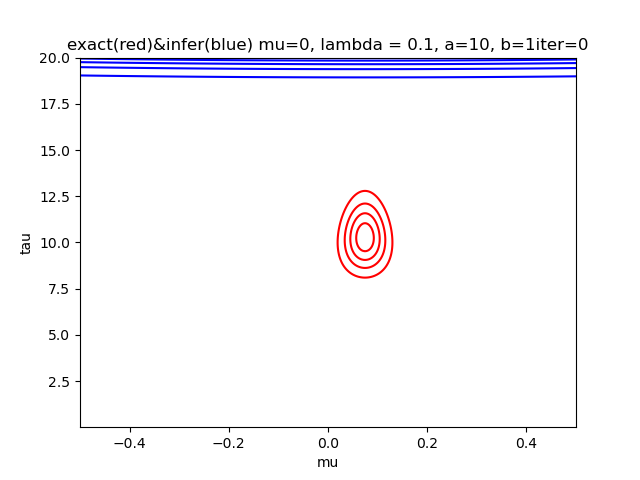 exact(red)&infer(blue) mu=0, lambda = 0.1, a=10, b=1iter=0
20.0
17.5
15.0
12.5
10.0
7.5
5.0
2.5
tau
−0.4 −0.2 0.0 0.2 0.4
mu